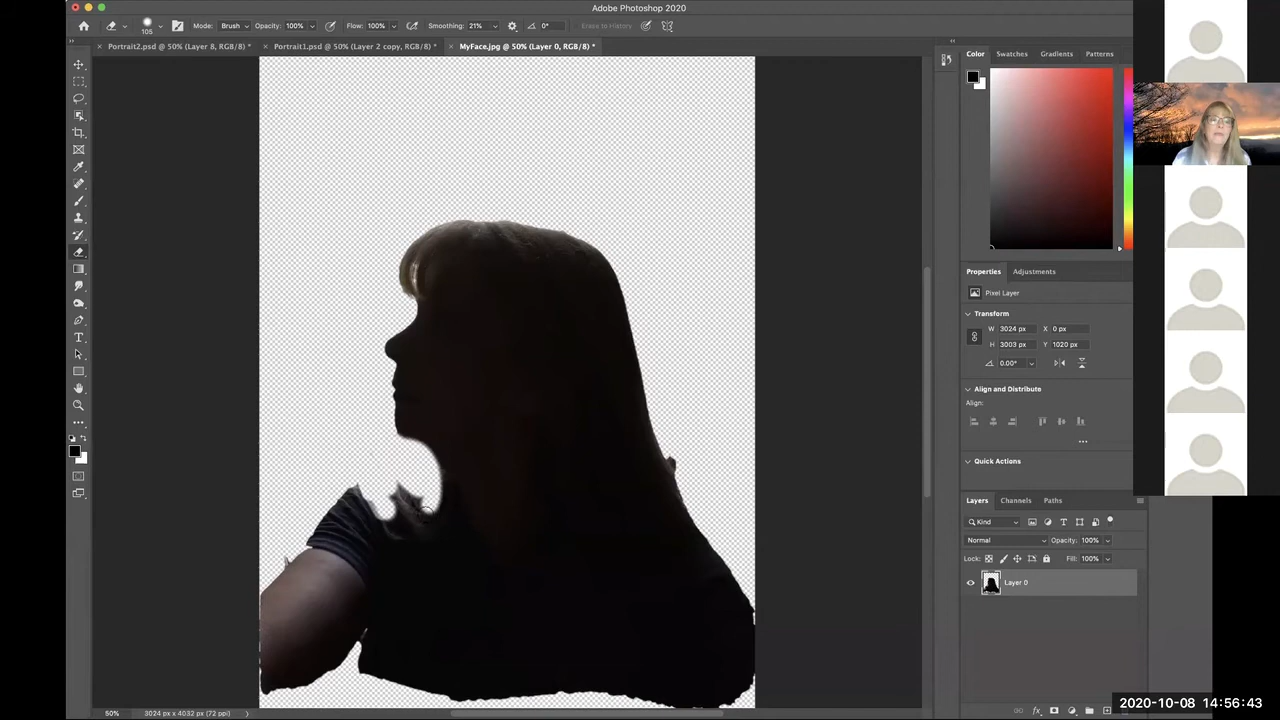 Adobe Photoshop 2020
105 Mode: Brush Opacity: 100% Flow: 100% Smoothing: 21% 0° Erase to History
Portrait2.psd @ 50% (Layer 8, RGB/8) * Portrait1.psd @ 50% (Layer 2 copy, RGB/8) * MyFace.jpg @ 50% (Layer 0, RGB/8) *
Color Swatches Gradients Patterns
Properties Adjustments
Pixel Layer
Transform
W 3024 px X 0 px
H 3003 px Y 1020 px
0.00°
Align and Distribute
Align:
Quick Actions
Layers Channels Paths
Kind
Normal Opacity: 100%
Lock: Fill: 100%
Layer 0
fx
50% 3024 px x 4032 px (72 ppi)
2020-10-08 14:56:43